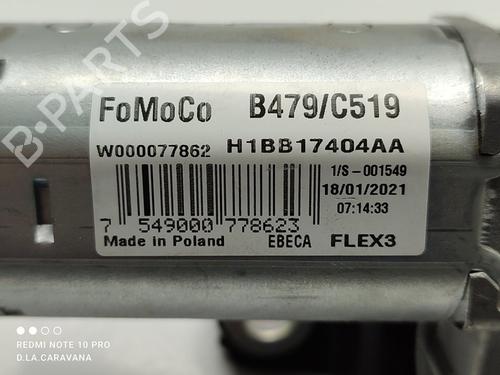 B-PARTS
FoMoCo B479/C519
W000077862 H1BB17404AA
1/S-001549
18/01/2021
07:14:33
7 549000 778623
Made in Poland EBECA FLEX3
REDMI NOTE 10 PRO
D.LA.CARAVANA